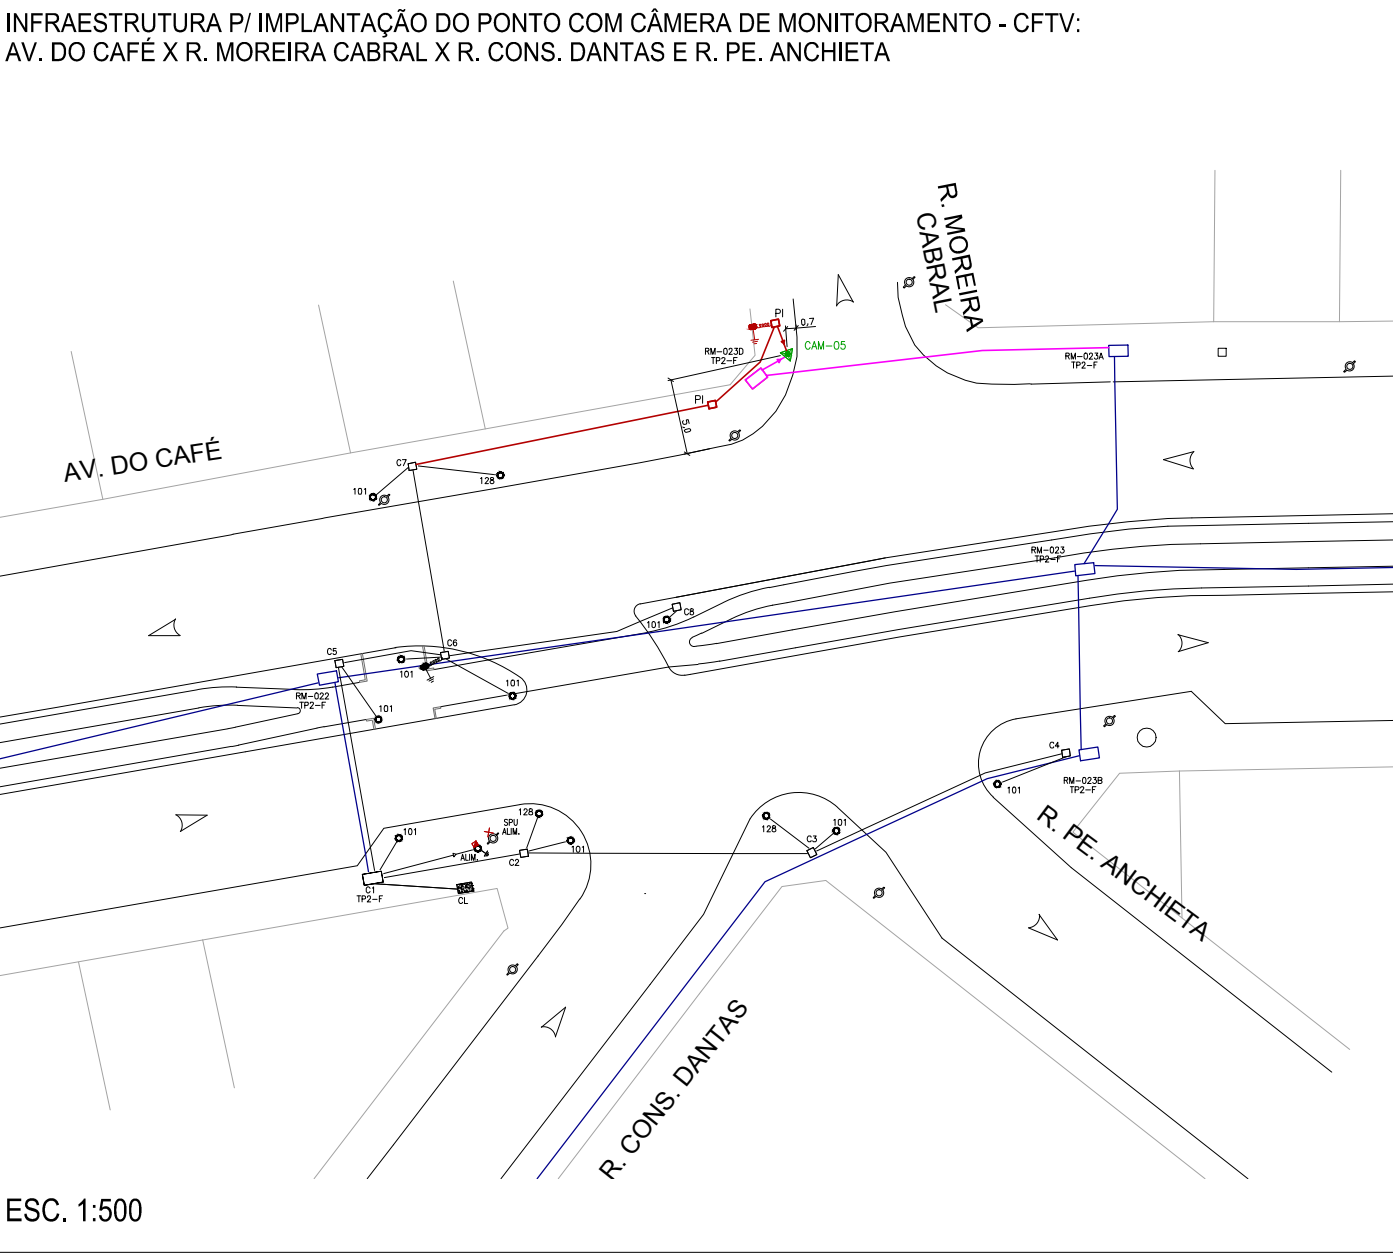 INFRAESTRUTURA P/ IMPLANTAÇÃO DO PONTO COM CÂMERA DE MONITORAMENTO - CFTV:
AV. DO CAFÉ X R. MOREIRA CABRAL X R. CONS. DANTAS E R. PE. ANCHIETA
R. MOREIRA
CABRAL
PI
0,7
CAM-05
RM-023D
TP2-F
RM-023A
TP2-F
PI
5,0
AV. DO CAFÉ
C7
101
128
RM-023
TP2-F
C8
101
C6
C5
101
RM-022
TP2-F
101
101
C4
RM-023B
TP2-F
101
128
SPU
ALIM.
101
ALIM.
C2
101
C1
TP2-F
CL
128
101
C3
R. PE. ANCHIETA
R. CONS. DANTAS
ESC. 1:500